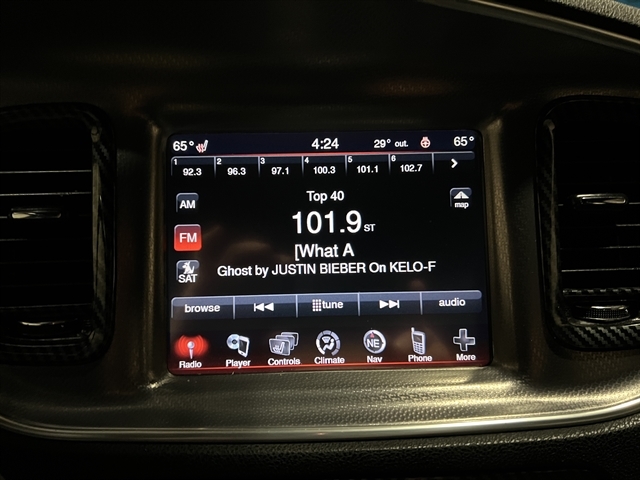 65° 4:24 29° out. 65°
1 2 3 4 5 6
92.3 96.3 97.1 100.3 101.1 102.7 >
Top 40
AM
map
101.9 ST
FM
[What A
SAT
Ghost by JUSTIN BIEBER On KELO-F
browse tune audio
NE
Radio Player Controls Climate Nav Phone More